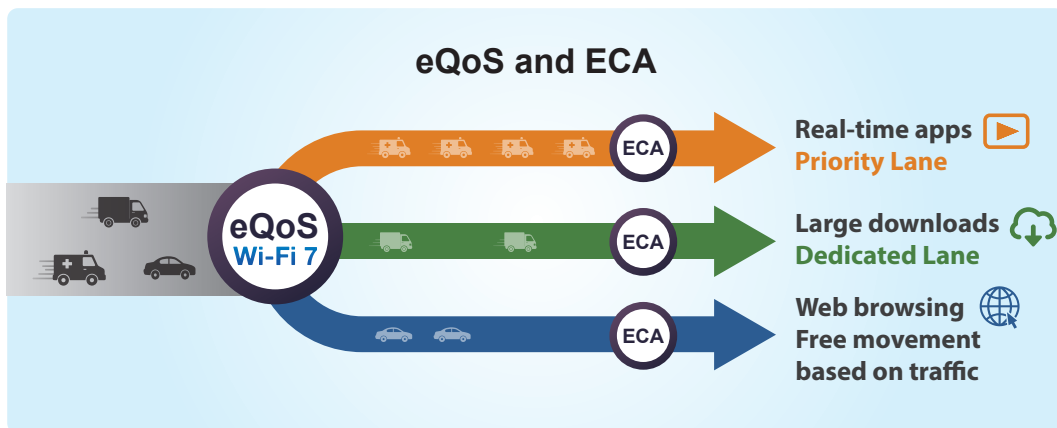 eQoS and ECA
eQoS
Wi-Fi 7
ECA
Real-time apps
Priority Lane
ECA
Large downloads
Dedicated Lane
ECA
Web browsing
Free movement
based on traffic